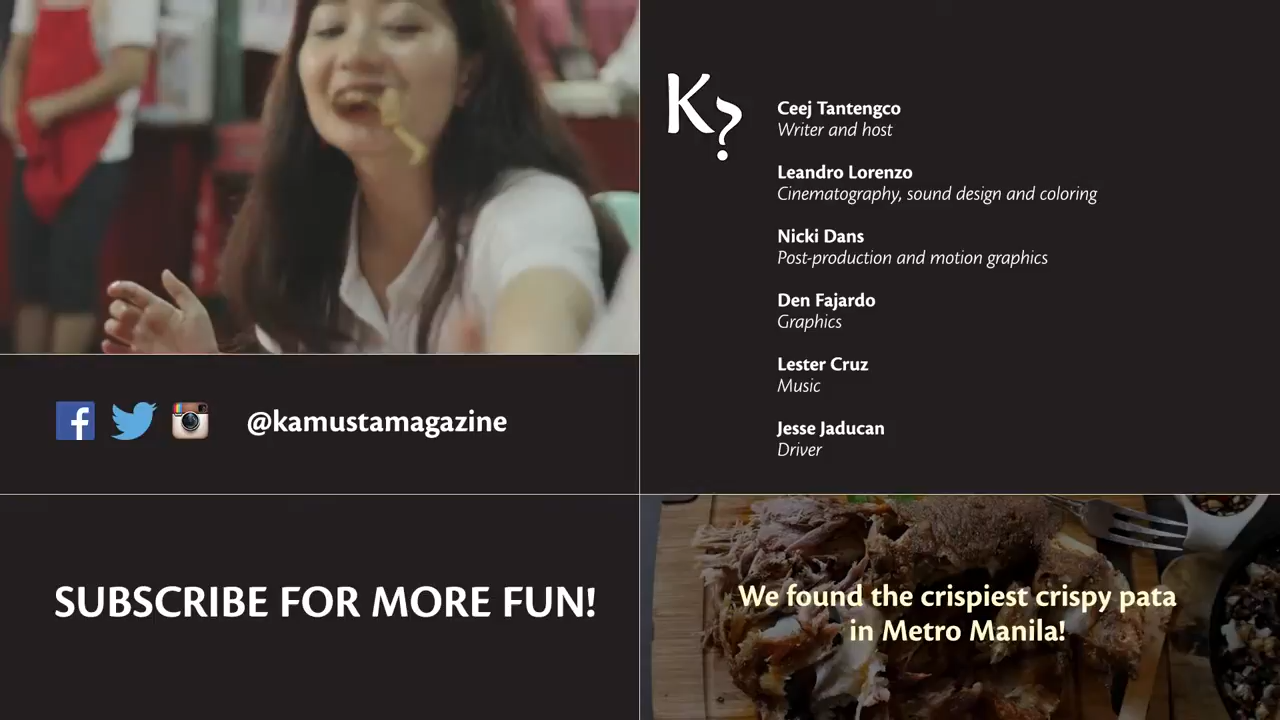 K?
Ceej Tantengco
Writer and host
Leandro Lorenzo
Cinematography, sound design and coloring
Nicki Dans
Post-production and motion graphics
Den Fajardo
Graphics
Lester Cruz
Music
Jesse Jaducan
Driver
@kamustamagazine
SUBSCRIBE FOR MORE FUN!
We found the crispiest crispy pata
in Metro Manila!